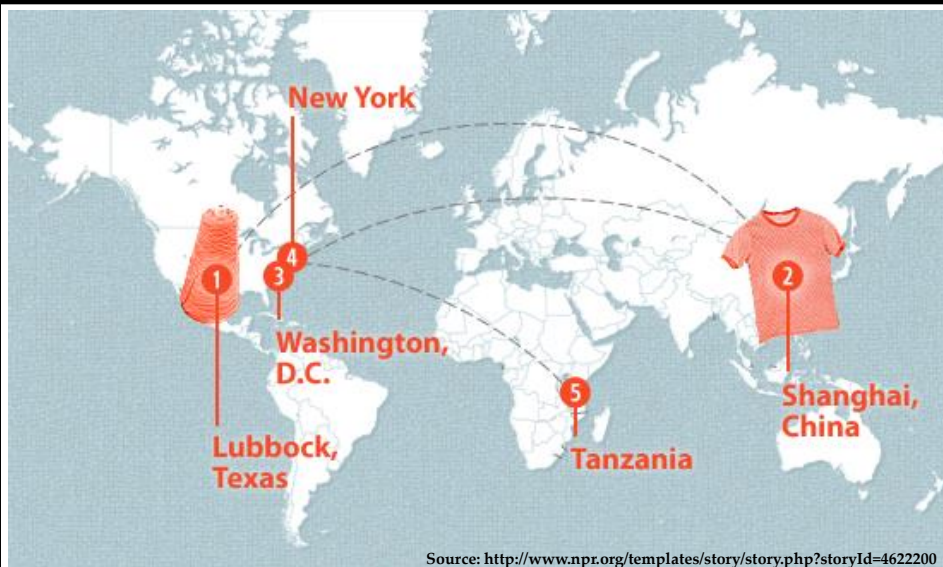 New York
4
3
1
2
Washington,
D.C.
5
Shanghai,
China
Lubbock,
Texas
Tanzania
Source: http://www.npr.org/templates/story/story.php?storyId=4622200